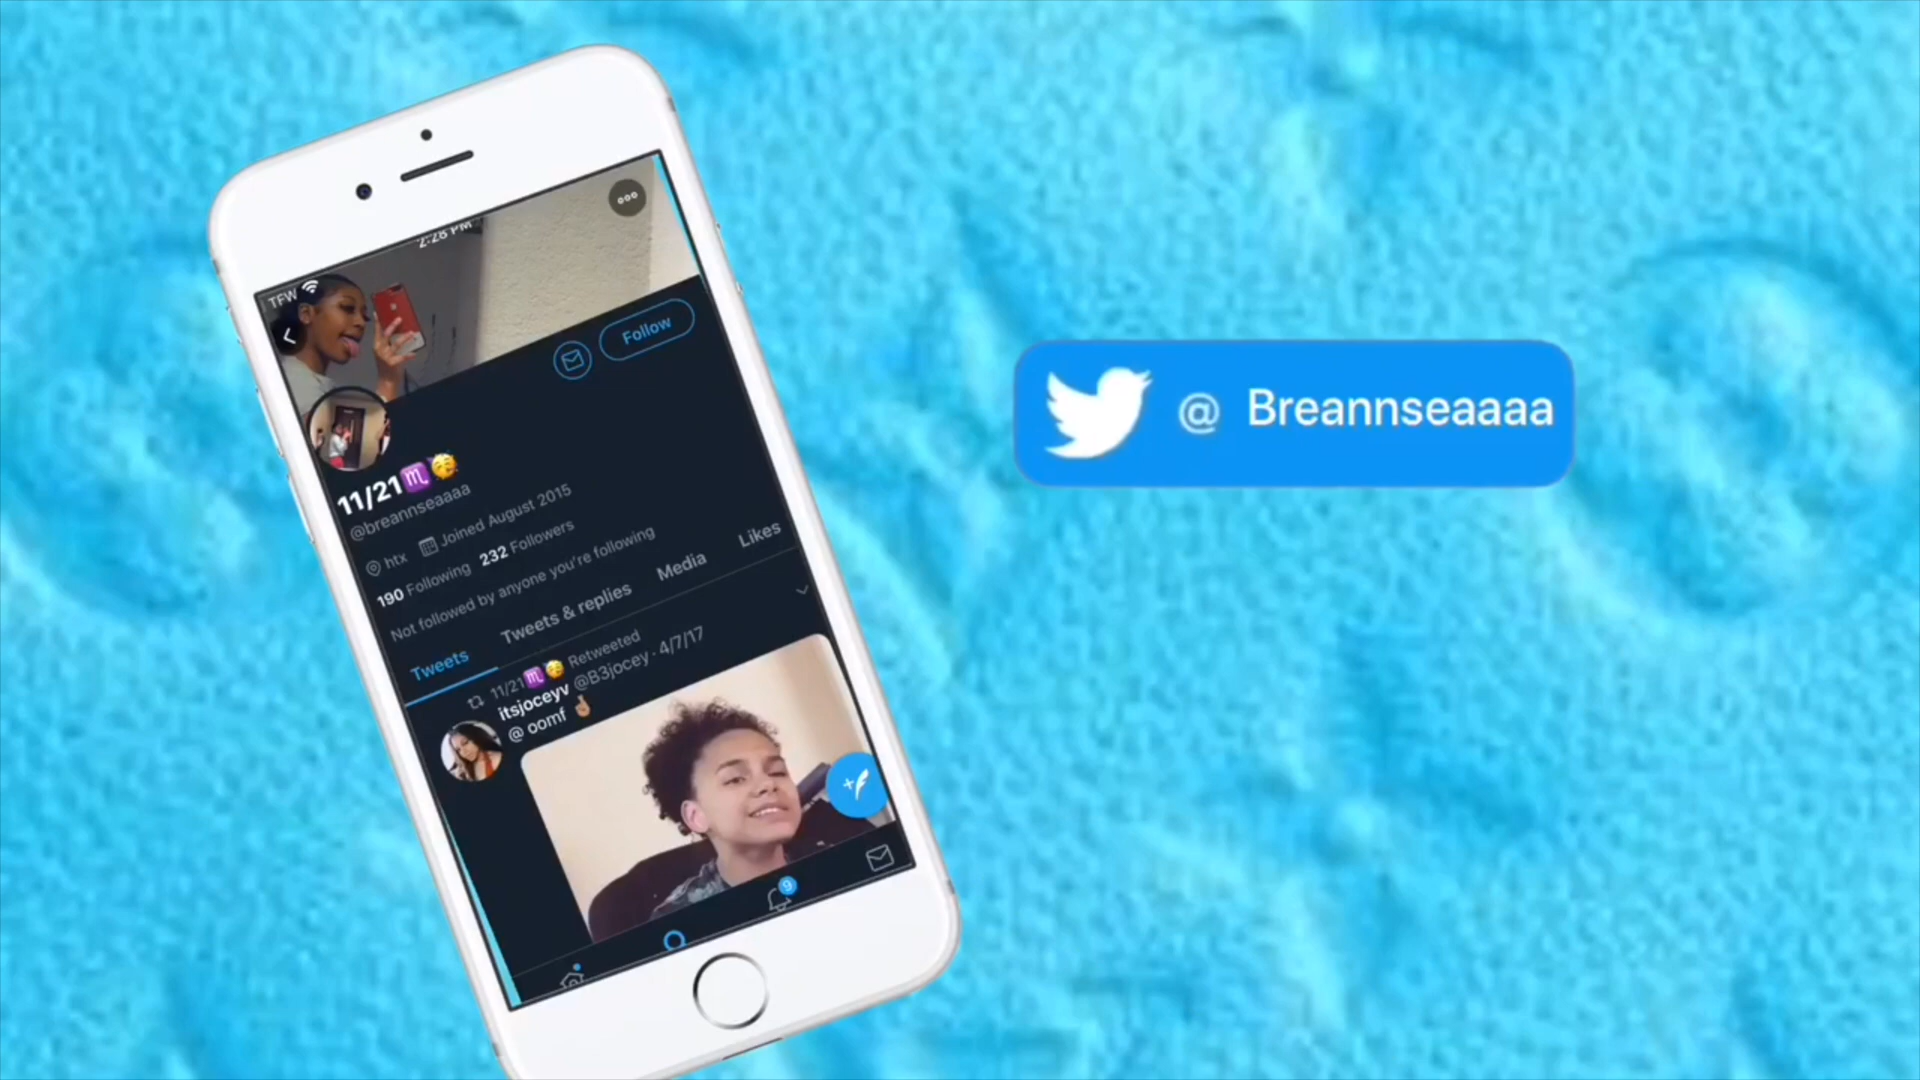 2:28 PM
TFW
Follow
11/21♏🥳
@breannseaaaa
htx Joined August 2015
190 Following 232 Followers
Not followed by anyone you're following
Tweets Tweets & replies Media Likes
11/21♏🥳 Retweeted
itsjoceyv @B3jocey · 4/7/17
@ oomf 🤞🏽
9
@ Breannseaaaa